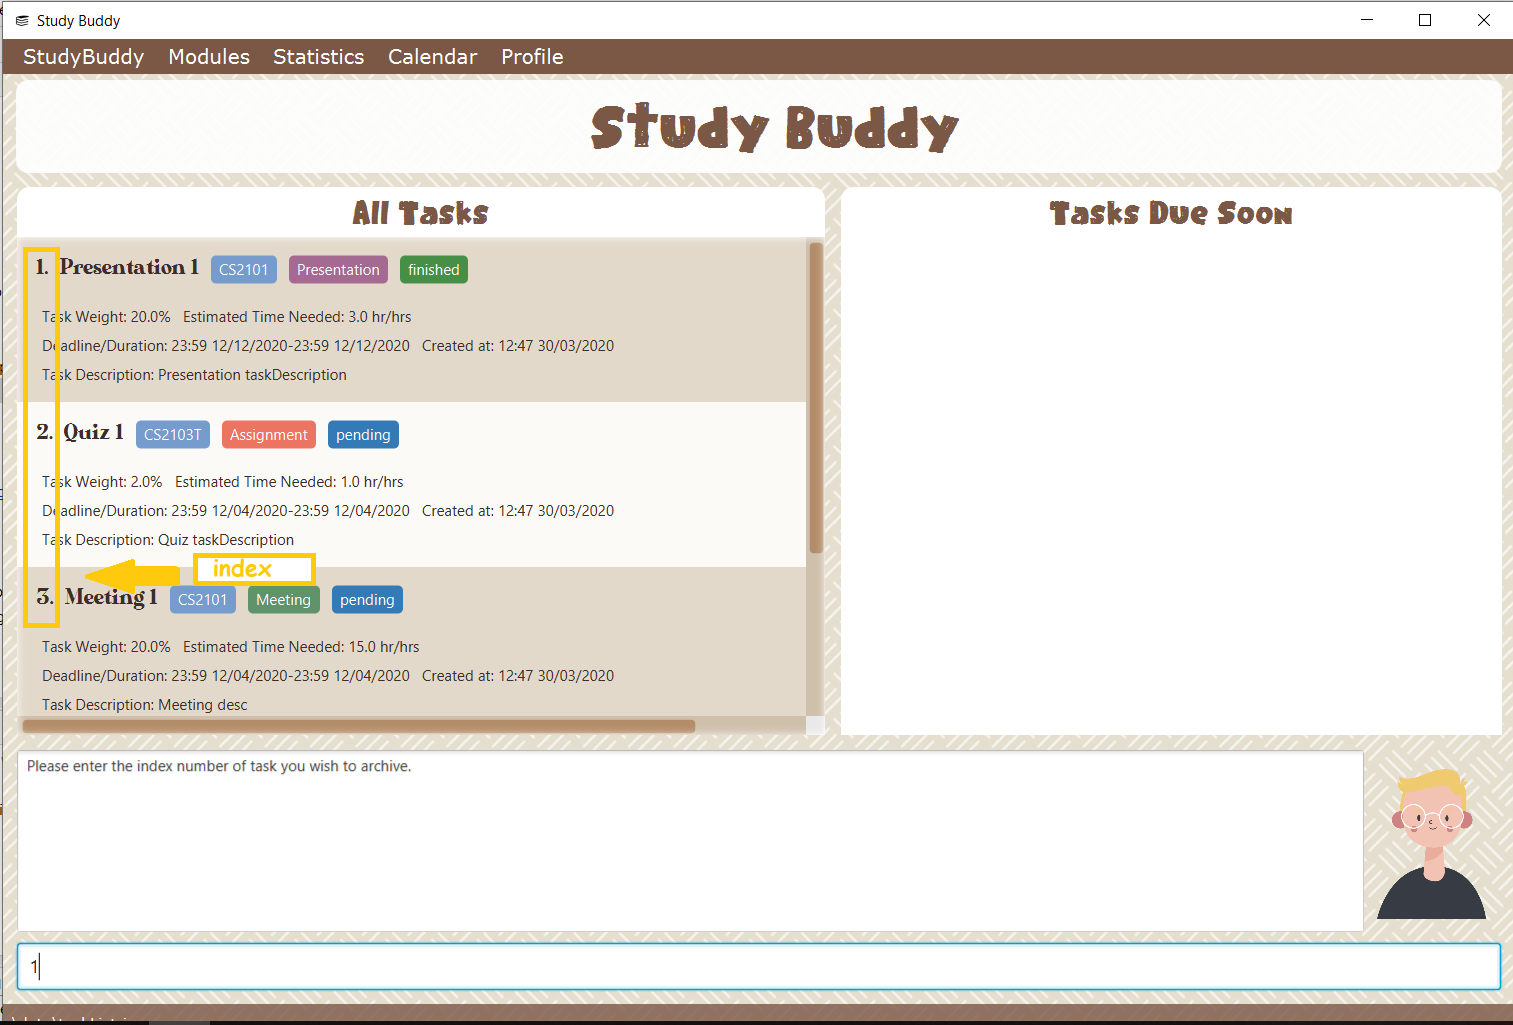 Study Buddy
StudyBuddy Modules Statistics Calendar Profile
Study Buddy
All Tasks
1. Presentation 1 CS2101 Presentation finished
Task Weight: 20.0% Estimated Time Needed: 3.0 hr/hrs
Deadline/Duration: 23:59 12/12/2020-23:59 12/12/2020 Created at: 12:47 30/03/2020
Task Description: Presentation taskDescription
2. Quiz 1 CS2103T Assignment pending
Task Weight: 2.0% Estimated Time Needed: 1.0 hr/hrs
Deadline/Duration: 23:59 12/04/2020-23:59 12/04/2020 Created at: 12:47 30/03/2020
Task Description: Quiz taskDescription
index
3. Meeting 1 CS2101 Meeting pending
Task Weight: 20.0% Estimated Time Needed: 15.0 hr/hrs
Deadline/Duration: 23:59 12/04/2020-23:59 12/04/2020 Created at: 12:47 30/03/2020
Task Description: Meeting desc
Tasks Due Soon
Please enter the index number of task you wish to archive.
1